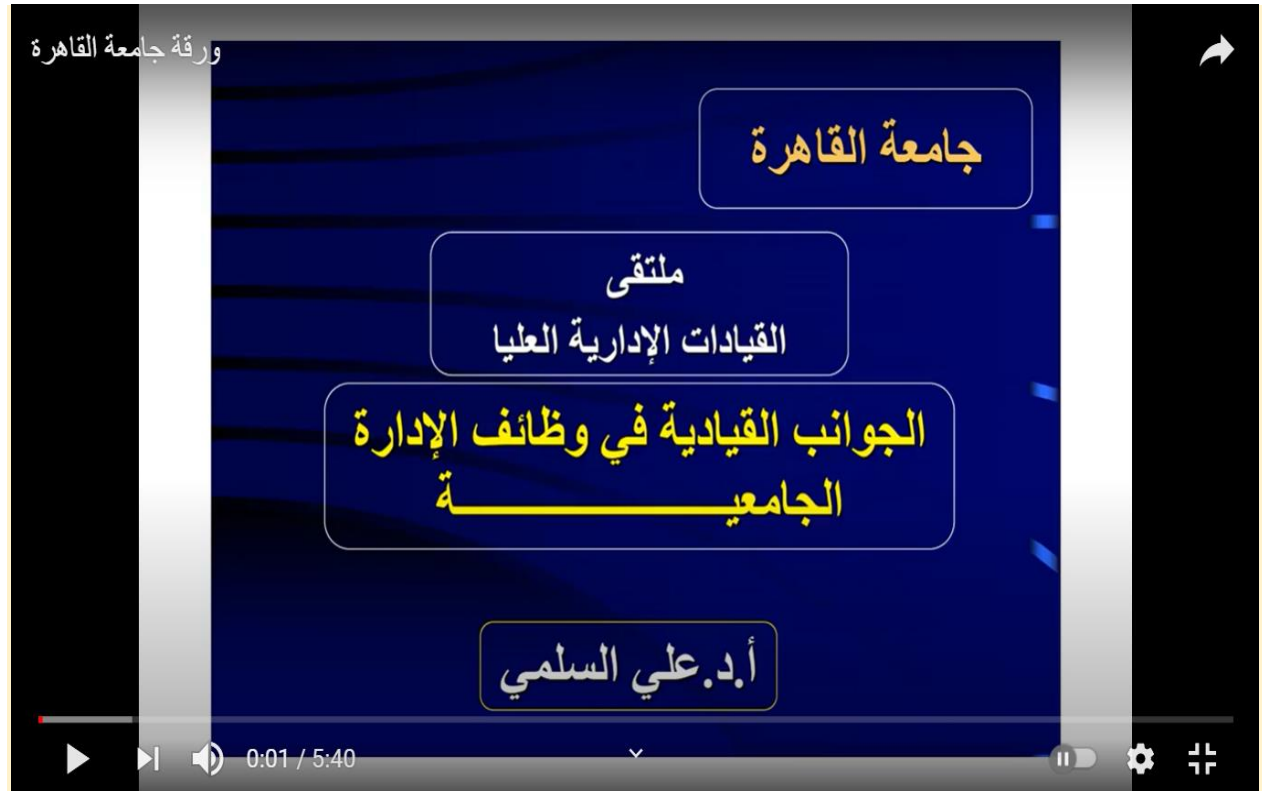 ورقة جامعة القاهرة
جامعة القاهرة
ملتقى
القيادات الإدارية العليا
الجوانب القيادية في وظائف الإدارة
الجامعيـــــــــــــــــة
أ.د.علي السلمي
0:01 / 5:40